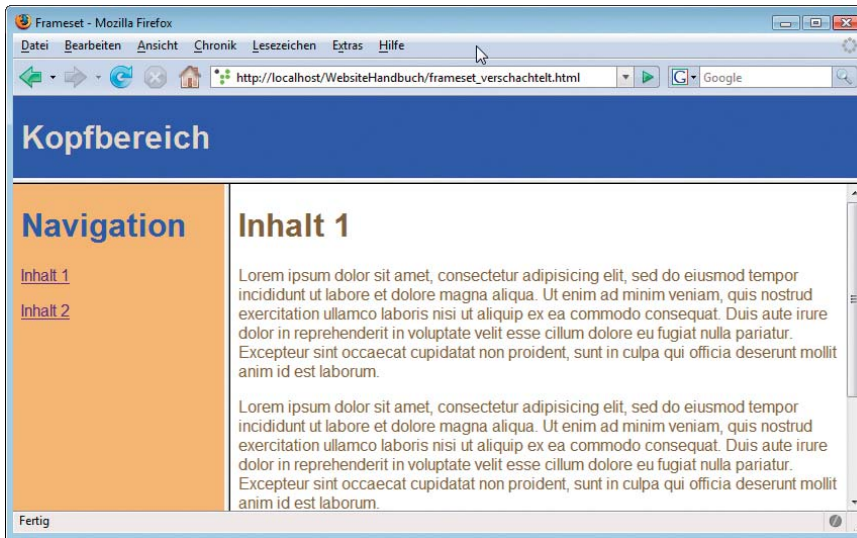 Frameset - Mozilla Firefox
Datei Bearbeiten Ansicht Chronik Lesezeichen Extras Hilfe
http://localhost/WebsiteHandbuch/frameset_verschachtelt.html G Google
Kopfbereich
Navigation
Inhalt 1
Inhalt 2
Inhalt 1
Lorem ipsum dolor sit amet, consectetur adipisicing elit, sed do eiusmod tempor
incididunt ut labore et dolore magna aliqua. Ut enim ad minim veniam, quis nostrud
exercitation ullamco laboris nisi ut aliquip ex ea commodo consequat. Duis aute irure
dolor in reprehenderit in voluptate velit esse cillum dolore eu fugiat nulla pariatur.
Excepteur sint occaecat cupidatat non proident, sunt in culpa qui officia deserunt mollit
anim id est laborum.
Lorem ipsum dolor sit amet, consectetur adipisicing elit, sed do eiusmod tempor
incididunt ut labore et dolore magna aliqua. Ut enim ad minim veniam, quis nostrud
exercitation ullamco laboris nisi ut aliquip ex ea commodo consequat. Duis aute irure
dolor in reprehenderit in voluptate velit esse cillum dolore eu fugiat nulla pariatur.
Excepteur sint occaecat cupidatat non proident, sunt in culpa qui officia deserunt mollit
anim id est laborum.
Fertig